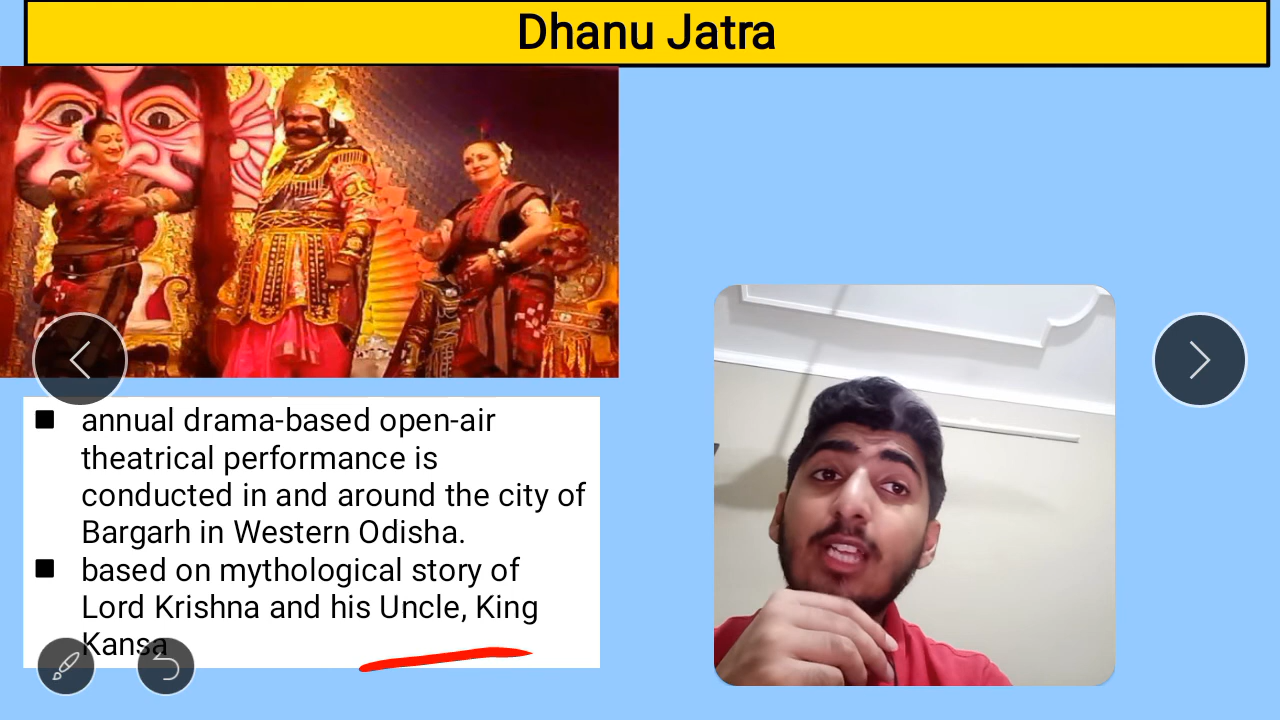 Dhanu Jatra
■ annual drama-based open-air
theatrical performance is
conducted in and around the city of
Bargarh in Western Odisha.
■ based on mythological story of
Lord Krishna and his Uncle, King
Kansa